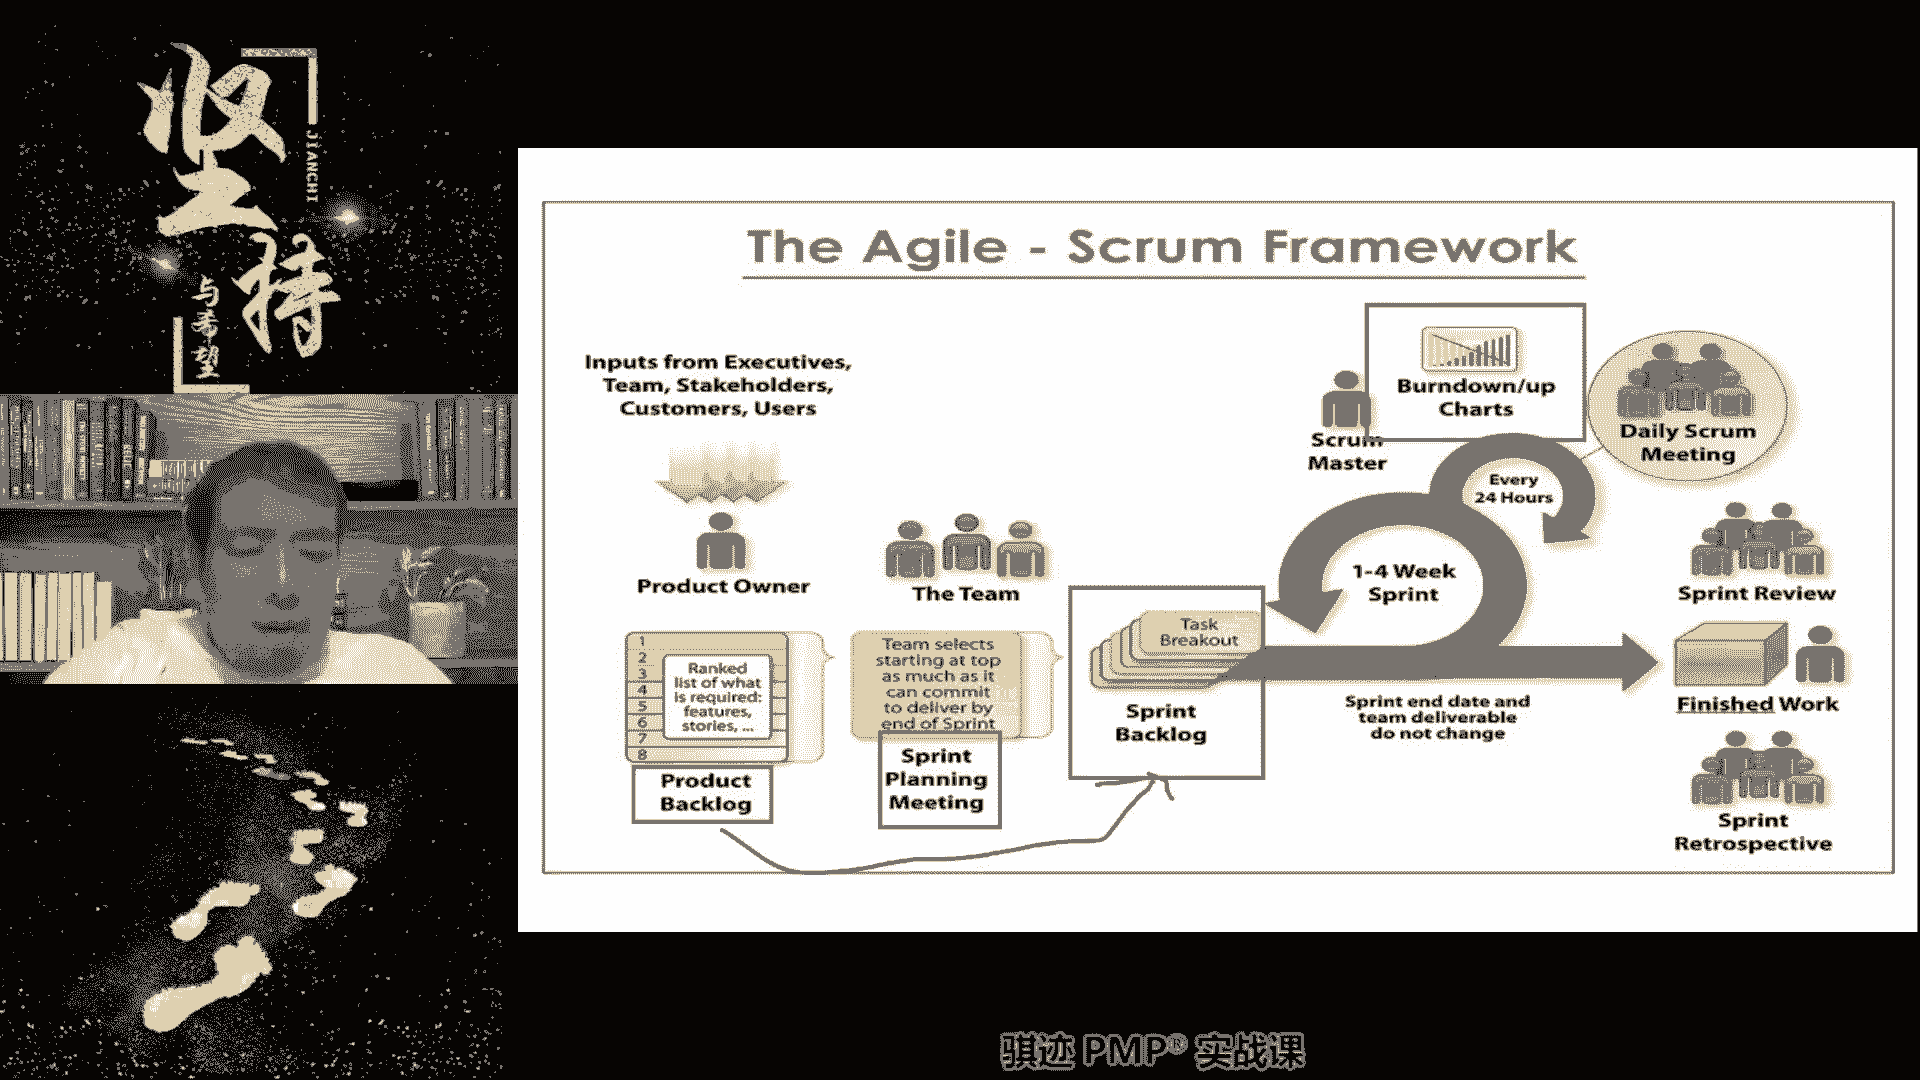 坚持
JIANCHI
与希望
The Agile - Scrum Framework
Inputs from Executives,
Team, Stakeholders,
Customers, Users
Product Owner
The Team
1
2
3
4
5
6
7
8
Ranked
list of what
is required:
features,
stories, ...
Product
Backlog
Team selects
starting at top
as much as it
can commit
to deliver by
end of Sprint
Sprint
Planning
Meeting
Task
Breakout
Sprint
Backlog
Scrum
Master
Burndown/up
Charts
Daily Scrum
Meeting
Every
24 Hours
1-4 Week
Sprint
Sprint end date and
team deliverable
do not change
Sprint Review
Finished Work
Sprint
Retrospective
骐迹 PMP® 实战课